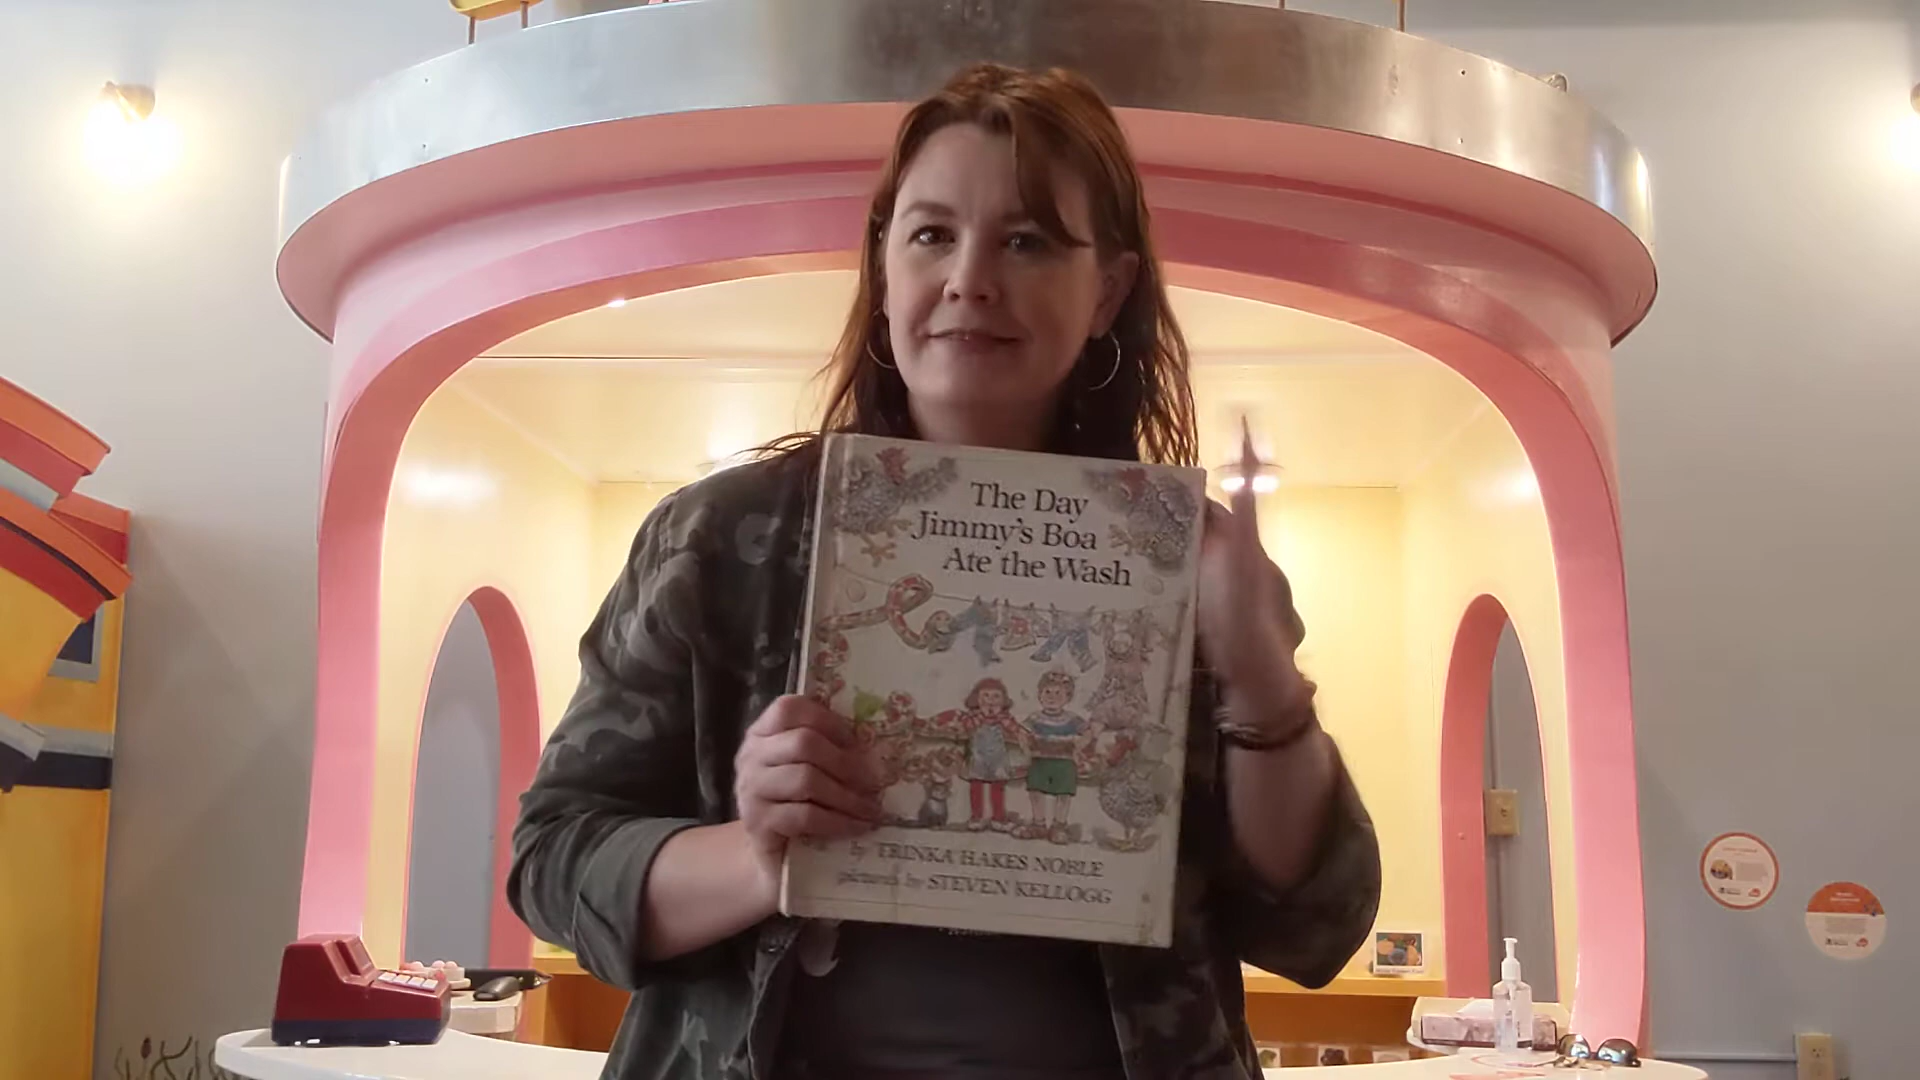 The Day
Jimmy's Boa
Ate the Wash
by TRINKA HAKES NOBLE
pictures by STEVEN KELLOGG